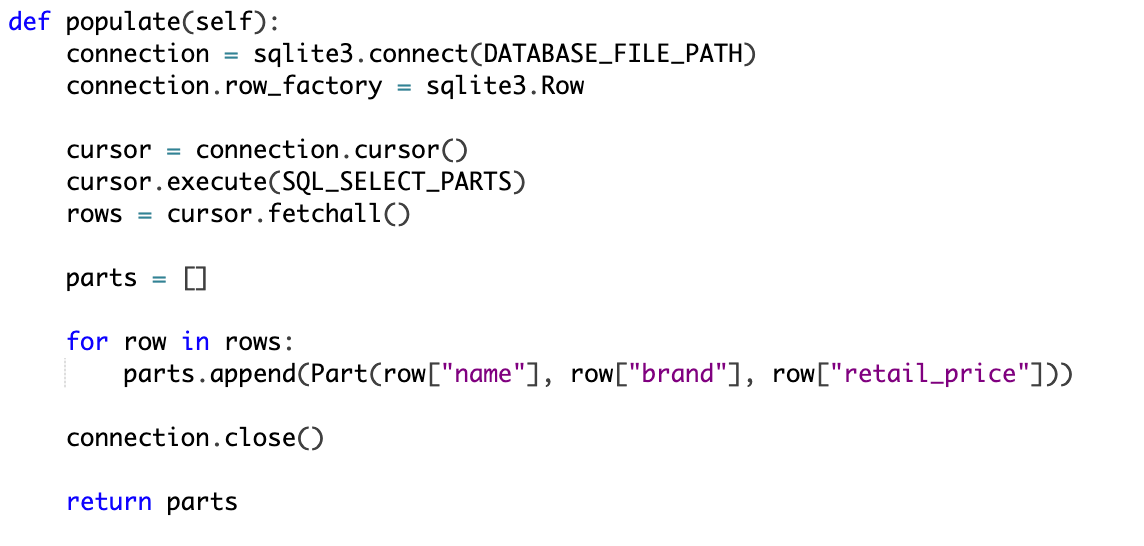 def populate(self):
    connection = sqlite3.connect(DATABASE_FILE_PATH)
    connection.row_factory = sqlite3.Row
    cursor = connection.cursor()
    cursor.execute(SQL_SELECT_PARTS)
    rows = cursor.fetchall()
    parts = []
    for row in rows:
        parts.append(Part(row["name"], row["brand"], row["retail_price"]))
    connection.close()
    return parts